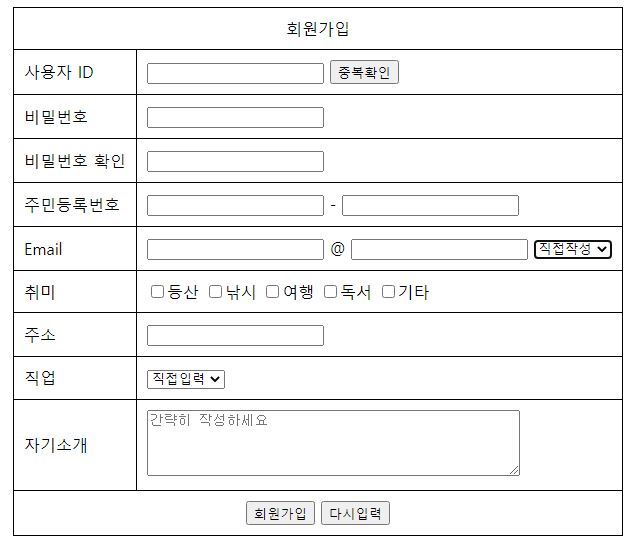 회원가입
사용자 ID 중복확인
비밀번호
비밀번호 확인
주민등록번호 -
Email @ 직접작성
취미 등산 낚시 여행 독서 기타
주소
직업 직접입력
간략히 작성하세요
자기소개
회원가입 다시입력